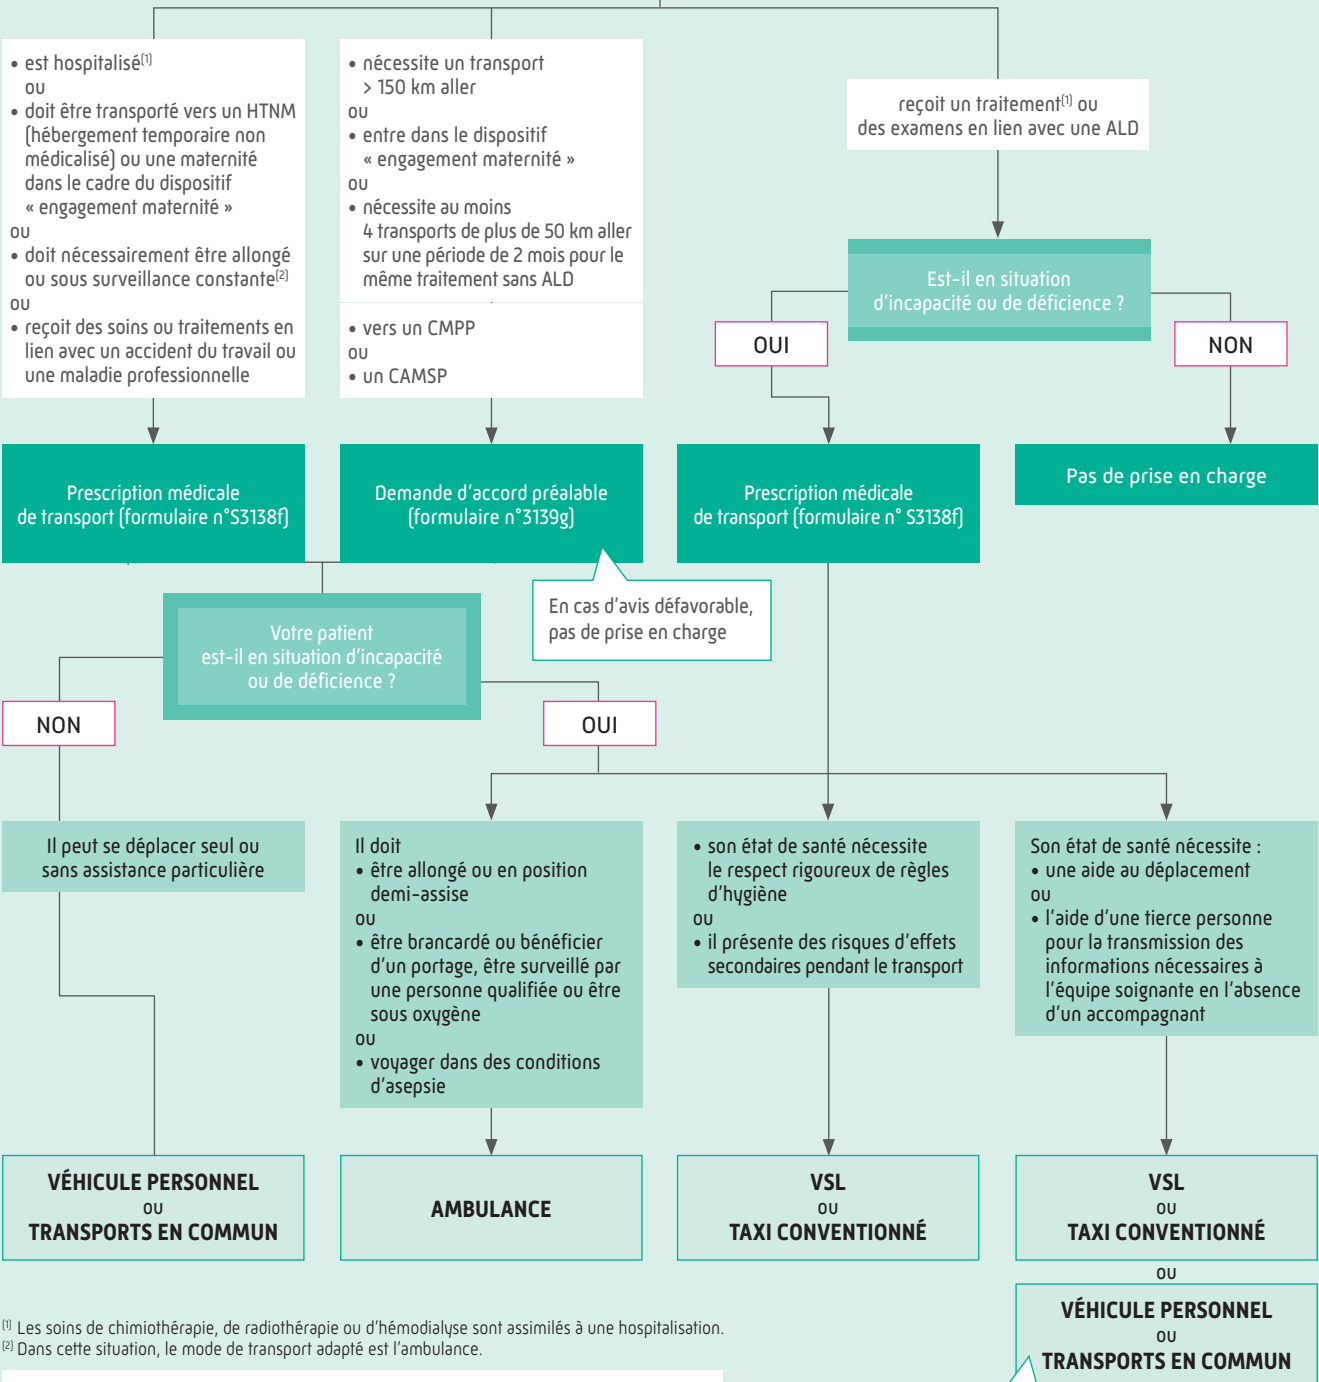 • est hospitalisé(1)
ou
• doit être transporté vers un HTNM
(hébergement temporaire non
médicalisé) ou une maternité
dans le cadre du dispositif
« engagement maternité »
ou
• doit nécessairement être allongé
ou sous surveillance constante(2)
ou
• reçoit des soins ou traitements en
lien avec un accident du travail ou
une maladie professionnelle
• nécessite un transport
> 150 km aller
ou
• entre dans le dispositif
« engagement maternité »
ou
• nécessite au moins
4 transports de plus de 50 km aller
sur une période de 2 mois pour le
même traitement sans ALD
• vers un CMPP
ou
• un CAMSP
reçoit un traitement(1) ou
des examens en lien avec une ALD
Est-il en situation
d'incapacité ou de déficience ?
OUI
NON
Prescription médicale
de transport (formulaire n°S3138f)
Demande d'accord préalable
(formulaire n°3139g)
Prescription médicale
de transport (formulaire n° S3138f)
Pas de prise en charge
En cas d'avis défavorable,
pas de prise en charge
Votre patient
est-il en situation d'incapacité
ou de déficience ?
NON
OUI
Il peut se déplacer seul ou
sans assistance particulière
Il doit
• être allongé ou en position
demi-assise
ou
• être brancardé ou bénéficier
d'un portage, être surveillé par
une personne qualifiée ou être
sous oxygène
ou
• voyager dans des conditions
d'asepsie
• son état de santé nécessite
le respect rigoureux de règles
d'hygiène
ou
• il présente des risques d'effets
secondaires pendant le transport
Son état de santé nécessite :
• une aide au déplacement
ou
• l'aide d'une tierce personne
pour la transmission des
informations nécessaires à
l'équipe soignante en l'absence
d'un accompagnant
VÉHICULE PERSONNEL
OU
TRANSPORTS EN COMMUN
AMBULANCE
VSL
OU
TAXI CONVENTIONNÉ
VSL
OU
TAXI CONVENTIONNÉ
OU
VÉHICULE PERSONNEL
OU
TRANSPORTS EN COMMUN
(1) Les soins de chimiothérapie, de radiothérapie ou d'hémodialyse sont assimilés à une hospitalisation.
(2) Dans cette situation, le mode de transport adapté est l'ambulance.